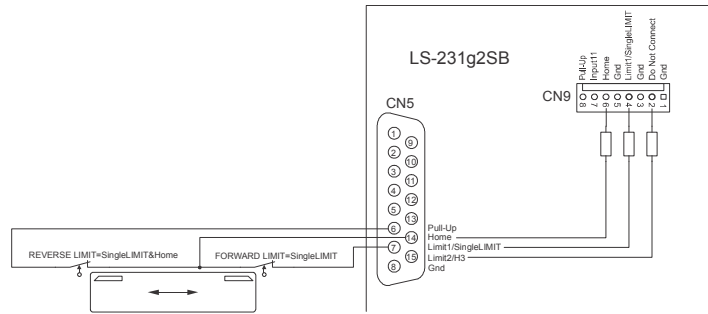 LS-231g2SB
Pull-Up
Input11
Home
Gnd
Limit1/SingleLIMIT
Gnd
Do Not Connect
Gnd
CN9
8
7
6
5
4
3
2
1
CN5
1
9
2
10
3
11
4
12
5
13
6
Pull-Up
14
Home
7
Limit1/SingleLIMIT
15
Limit2/H3
8
Gnd
REVERSE LIMIT=SingleLIMIT&Home
FORWARD LIMIT=SingleLIMIT